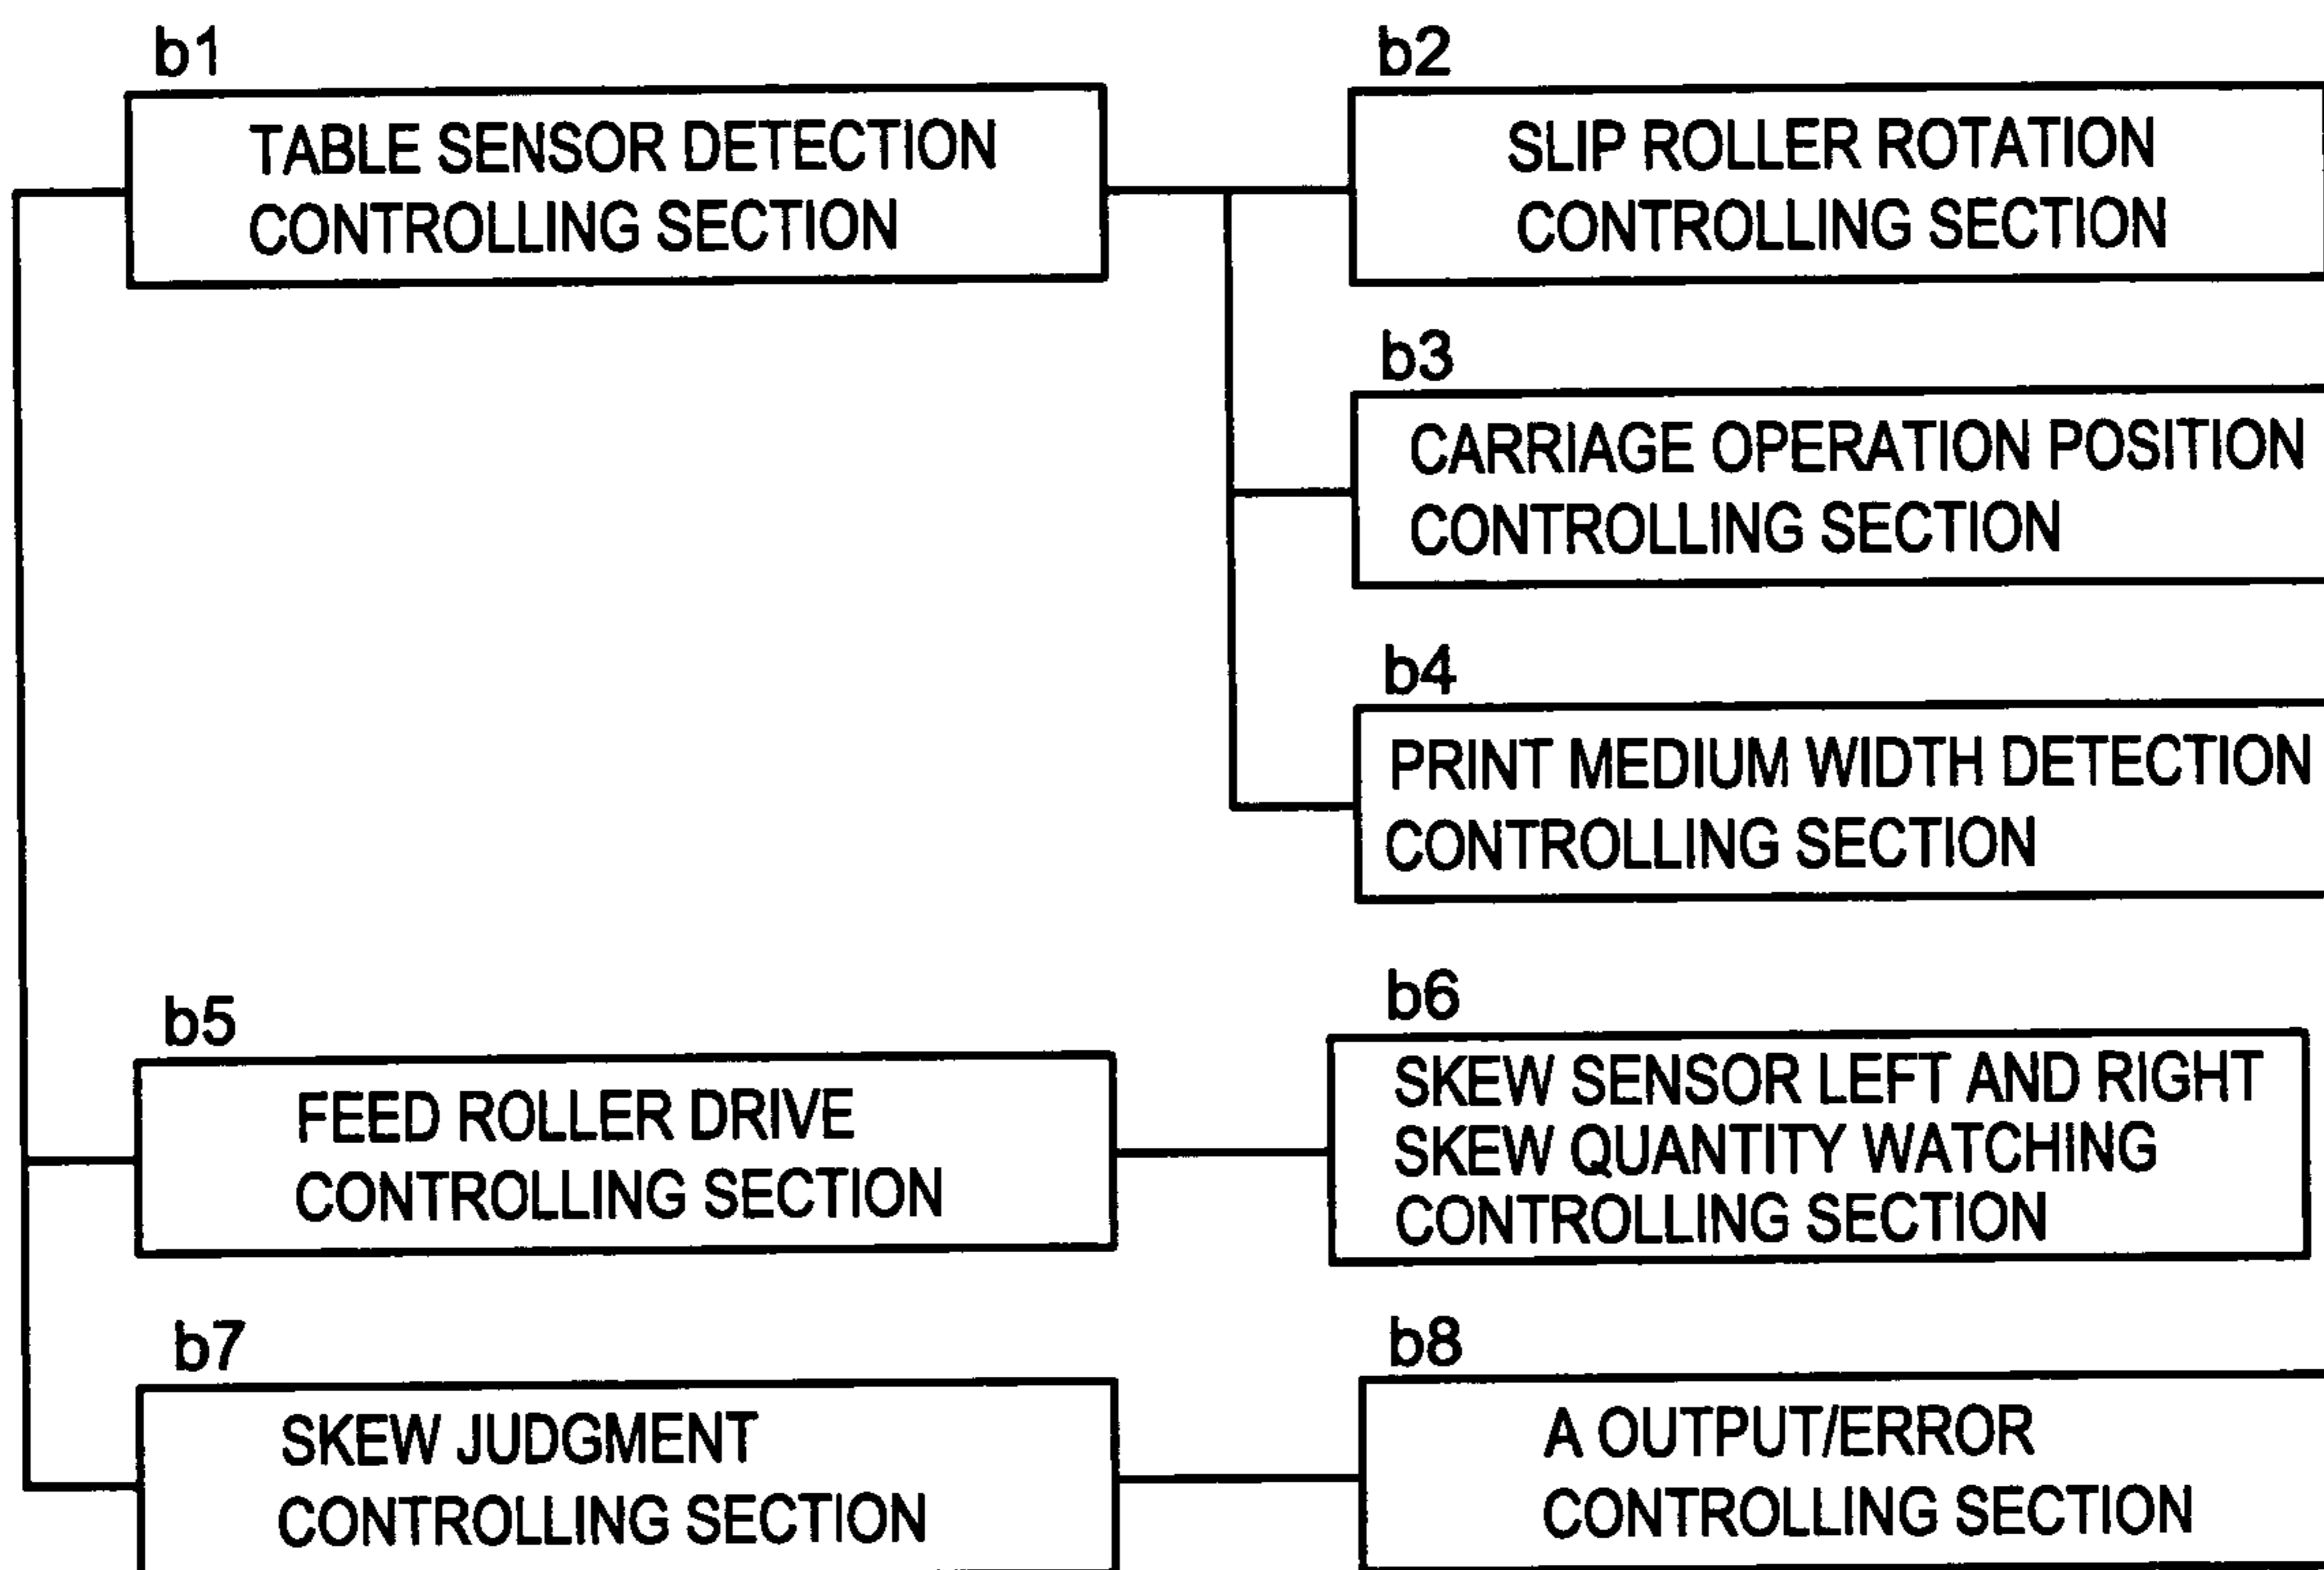 b1
TABLE SENSOR DETECTION
CONTROLLING SECTION
b2
SLIP ROLLER ROTATION
CONTROLLING SECTION
b3
CARRIAGE OPERATION POSITION
CONTROLLING SECTION
b4
PRINT MEDIUM WIDTH DETECTION
CONTROLLING SECTION
b5
FEED ROLLER DRIVE
CONTROLLING SECTION
b6
SKEW SENSOR LEFT AND RIGHT
SKEW QUANTITY WATCHING
CONTROLLING SECTION
b7
SKEW JUDGMENT
CONTROLLING SECTION
b8
A OUTPUT/ERROR
CONTROLLING SECTION